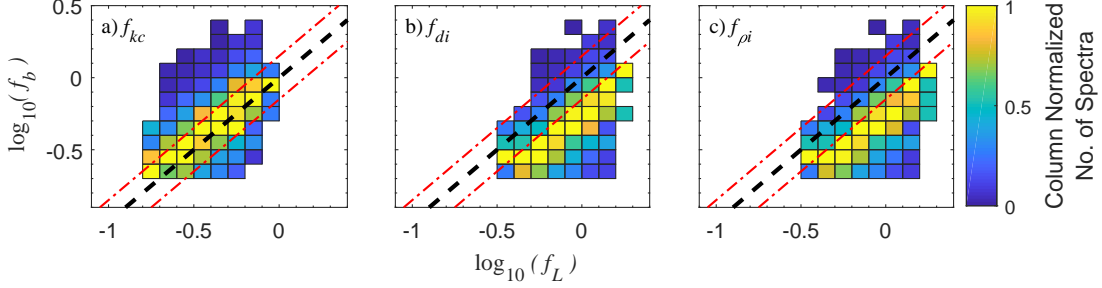 a) f_kc
b) f_di
c) f_ρi
0.5
0
-0.5
log10(f_b)
-1 -0.5 0
-1 -0.5 0
-1 -0.5 0
log10 (f_L)
1
0.5
0
Column Normalized
No. of Spectra